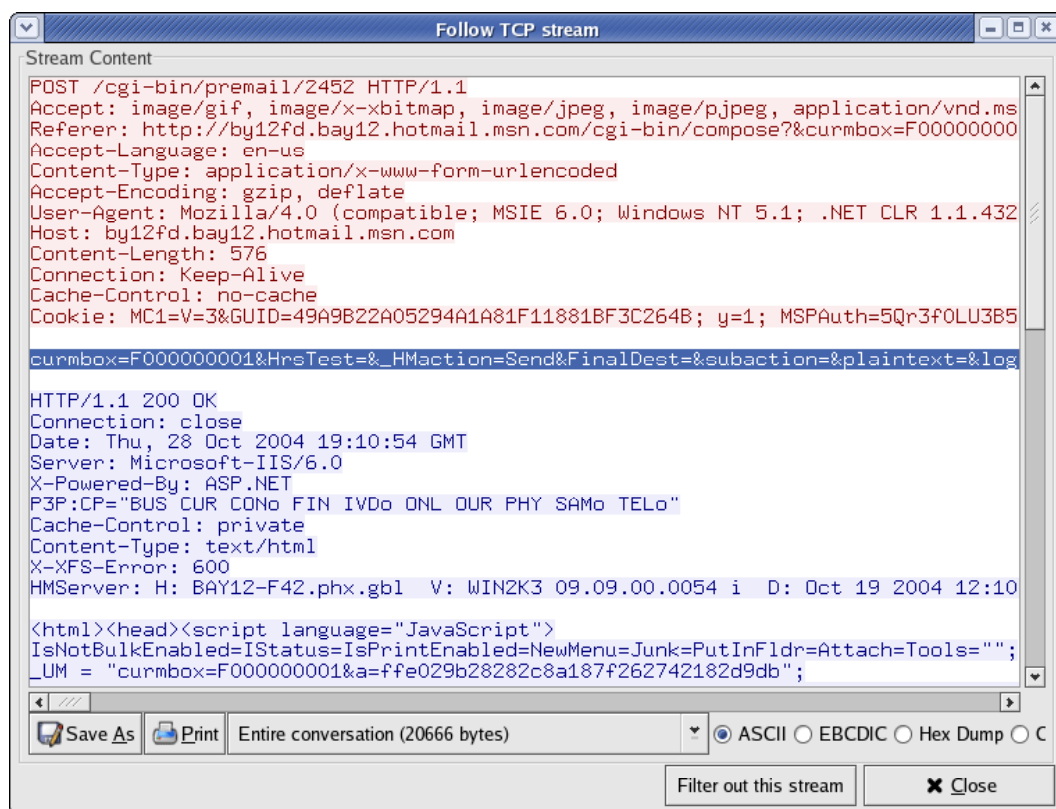 Follow TCP stream
Stream Content
POST /cgi-bin/premail/2452 HTTP/1.1
Accept: image/gif, image/x-xbitmap, image/jpeg, image/pjpeg, application/vnd.ms
Referer: http://by12fd.bay12.hotmail.msn.com/cgi-bin/compose?&curmbox=F00000000
Accept-Language: en-us
Content-Type: application/x-www-form-urlencoded
Accept-Encoding: gzip, deflate
User-Agent: Mozilla/4.0 (compatible; MSIE 6.0; Windows NT 5.1; .NET CLR 1.1.432
Host: by12fd.bay12.hotmail.msn.com
Content-Length: 576
Connection: Keep-Alive
Cache-Control: no-cache
Cookie: MC1=V=3&GUID=49A9B22A05294A1A81F11881BF3C264B; y=1; MSPAuth=5Qr3fOLU3B5
curmbox=F000000001&HrsTest=&_HMaction=Send&FinalDest=&subaction=&plaintext=&log
HTTP/1.1 200 OK
Connection: close
Date: Thu, 28 Oct 2004 19:10:54 GMT
Server: Microsoft-IIS/6.0
X-Powered-By: ASP.NET
P3P:CP="BUS CUR CONo FIN IVDo ONL OUR PHY SAMo TELo"
Cache-Control: private
Content-Type: text/html
X-XFS-Error: 600
HMServer: H: BAY12-F42.phx.gbl  V: WIN2K3 09.09.00.0054 i  D: Oct 19 2004 12:10
<html><head><script language="JavaScript">
IsNotBulkEnabled=IStatus=IsPrintEnabled=NewMenu=Junk=PutInFldr=Attach=Tools="";
_UM = "curmbox=F000000001&a=ffe029b28282c8a187f262742182d9db";
Save As Print Entire conversation (20666 bytes) ASCII EBCDIC Hex Dump C
Filter out this stream Close